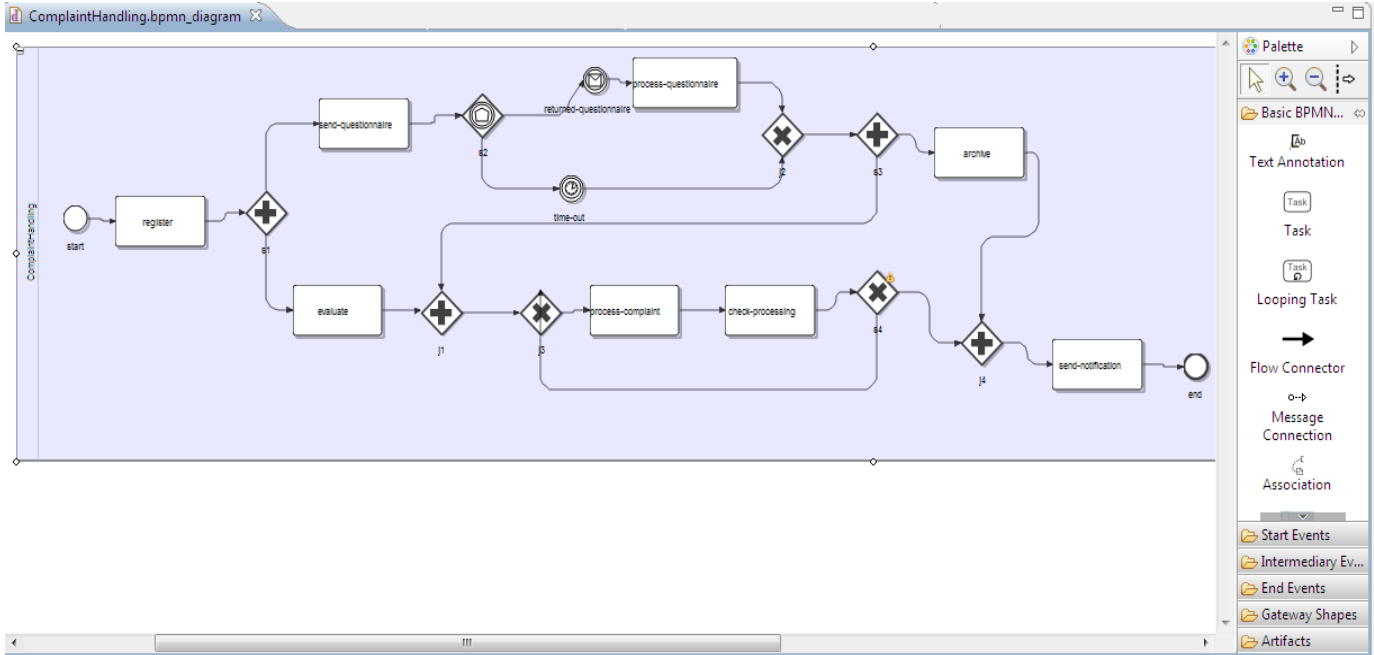 ComplaintHandling.bpmn_diagram
ComplaintHandling
start
register
s1
send-questionnaire
s2
returned-questionnaire
process-questionnaire
time-out
j2
s3
archive
evaluate
j1
j3
process-complaint
check-processing
s4
j4
send-notification
end
Palette
Basic BPMN...
Ab
Text Annotation
Task
Task
Task
Looping Task
Flow Connector
Message
Connection
Association
Start Events
Intermediary Ev...
End Events
Gateway Shapes
Artifacts